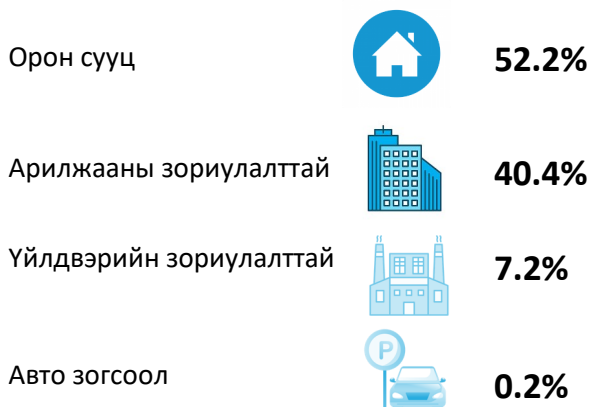 Орон сууц
52.2%
Арилжааны зориулалттай
40.4%
Үйлдвэрийн зориулалттай
7.2%
P
Авто зогсоол
0.2%